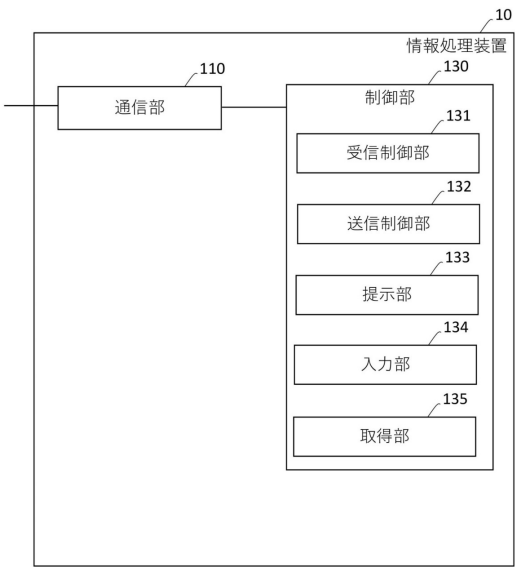 10
情報処理装置
110
通信部
130
制御部
131
受信制御部
132
送信制御部
133
提示部
134
入力部
135
取得部